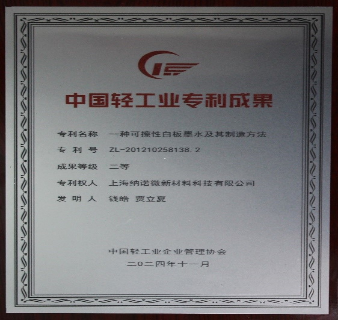 中国轻工业专利成果
专利名称 一种可擦性白板墨水及其制造方法
专利号 ZL-201210258138.2
成果等级 二等
专利权人 上海纳诺微新材料科技有限公司
发明人 钱皓 夏立
中国轻工业企业管理协会
二〇二四年十一月